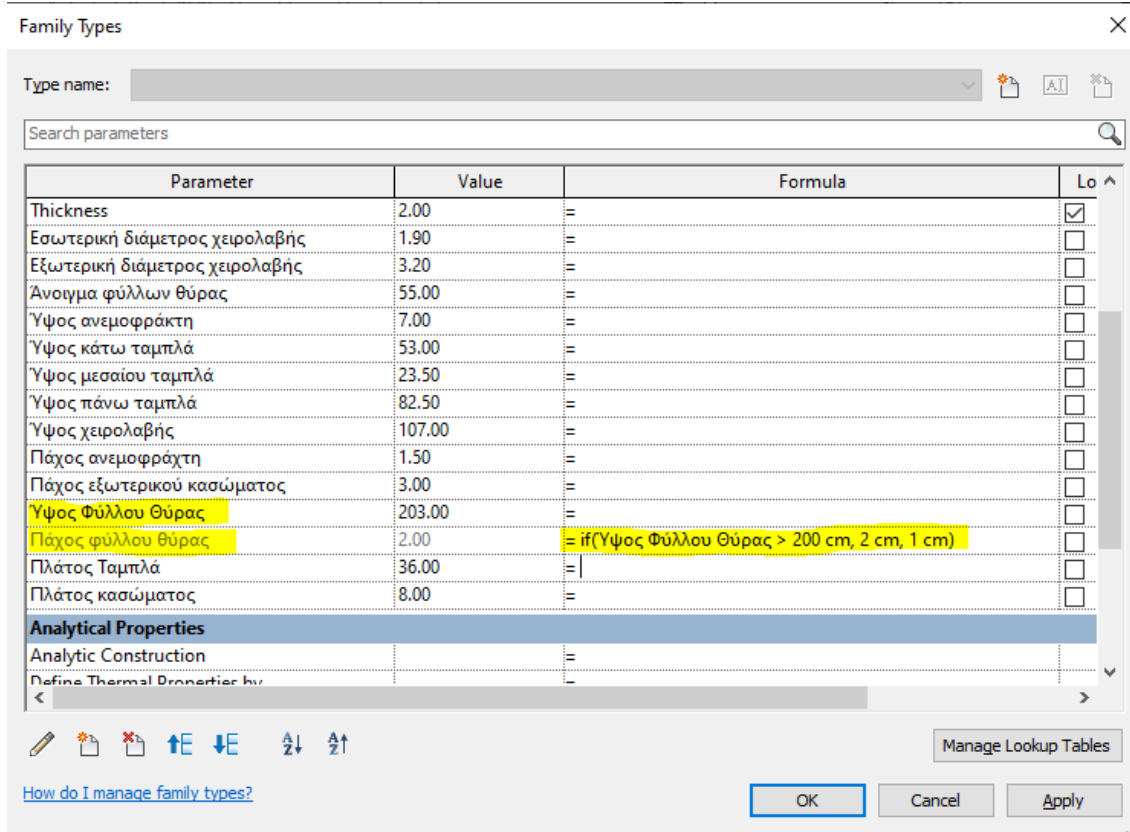 Family Types
Type name:
Search parameters
Parameter Value Formula Lo
Thickness 2.00 =
Εσωτερική διάμετρος χειρολαβής 1.90 =
Εξωτερική διάμετρος χειρολαβής 3.20 =
Άνοιγμα φύλλων θύρας 55.00 =
Ύψος ανεμοφράκτη 7.00 =
Ύψος κάτω ταμπλά 53.00 =
Ύψος μεσαίου ταμπλά 23.50 =
Ύψος πάνω ταμπλά 82.50 =
Ύψος χειρολαβής 107.00 =
Πάχος ανεμοφράχτη 1.50 =
Πάχος εξωτερικού κασώματος 3.00 =
Ύψος Φύλλου Θύρας 203.00 =
Πάχος φύλλου θύρας 2.00 = if(Ύψος Φύλλου Θύρας > 200 cm, 2 cm, 1 cm)
Πλάτος Ταμπλά 36.00 =
Πλάτος κασώματος 8.00 =
Analytical Properties
Analytic Construction =
Define Thermal Properties by =
Manage Lookup Tables
How do I manage family types?
OK Cancel Apply